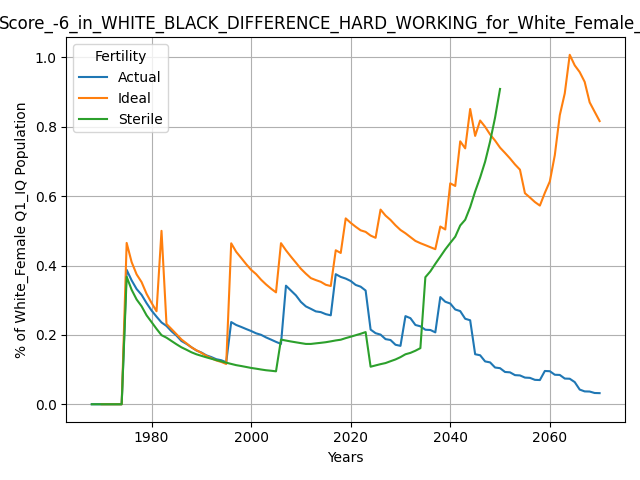 Score_-6_in_WHITE_BLACK_DIFFERENCE_HARD_WORKING_for_White_Female_
Fertility
Actual
Ideal
Sterile
1.0
0.8
0.6
0.4
0.2
0.0
% of White_Female Q1_IQ Population
1980
2000
2020
2040
2060
Years